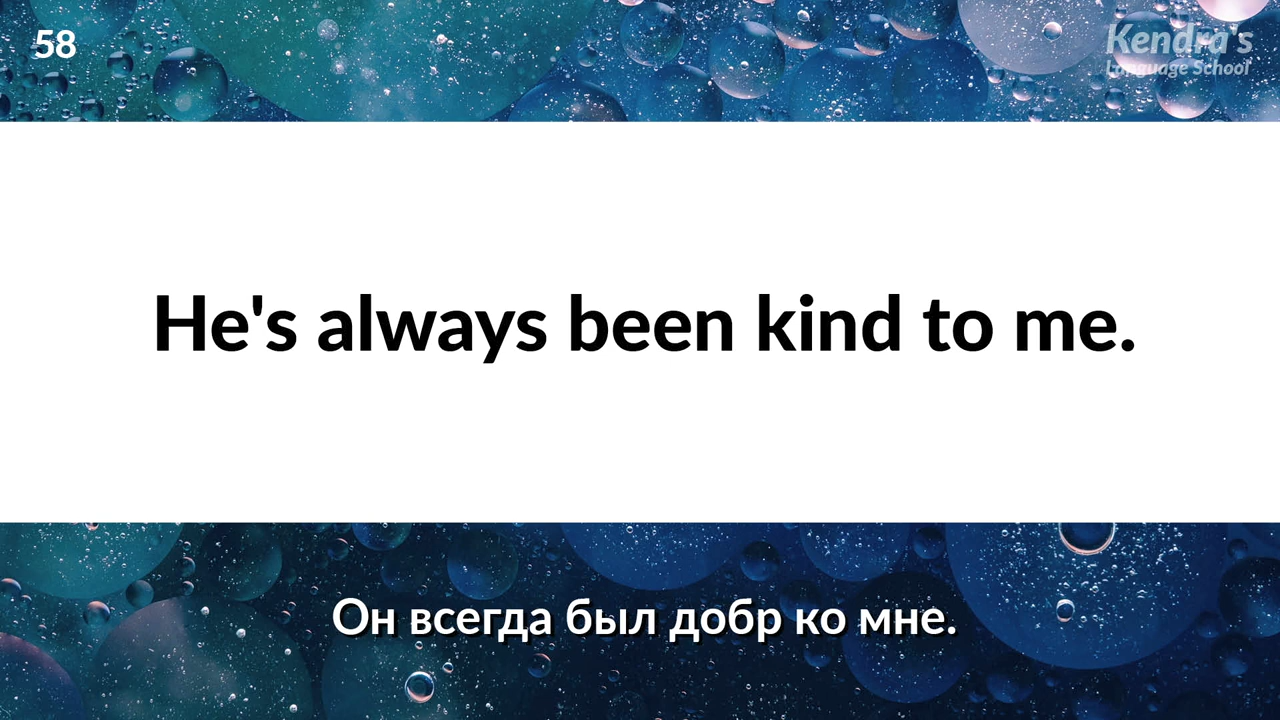 58
Kendra's
Language School
He's always been kind to me.
Он всегда был добр ко мне.